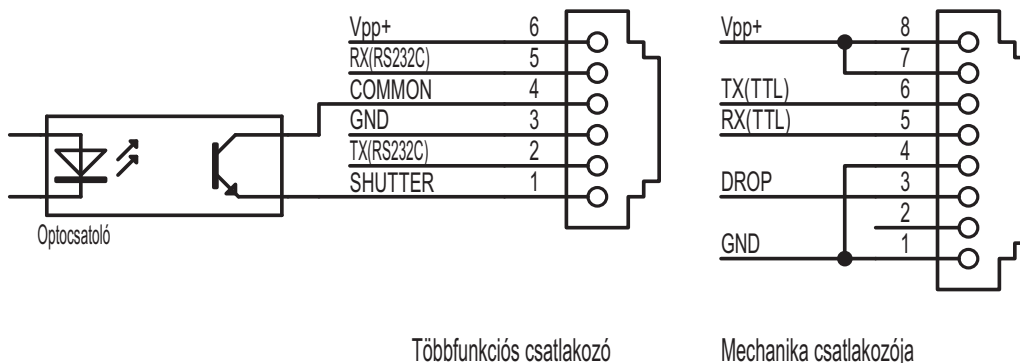 Vpp+ 6
RX(RS232C) 5
COMMON 4
GND 3
TX(RS232C) 2
SHUTTER 1
Optocsatoló
Többfunkciós csatlakozó
Vpp+ 8
7
TX(TTL) 6
RX(TTL) 5
4
DROP 3
2
GND 1
Mechanika csatlakozója